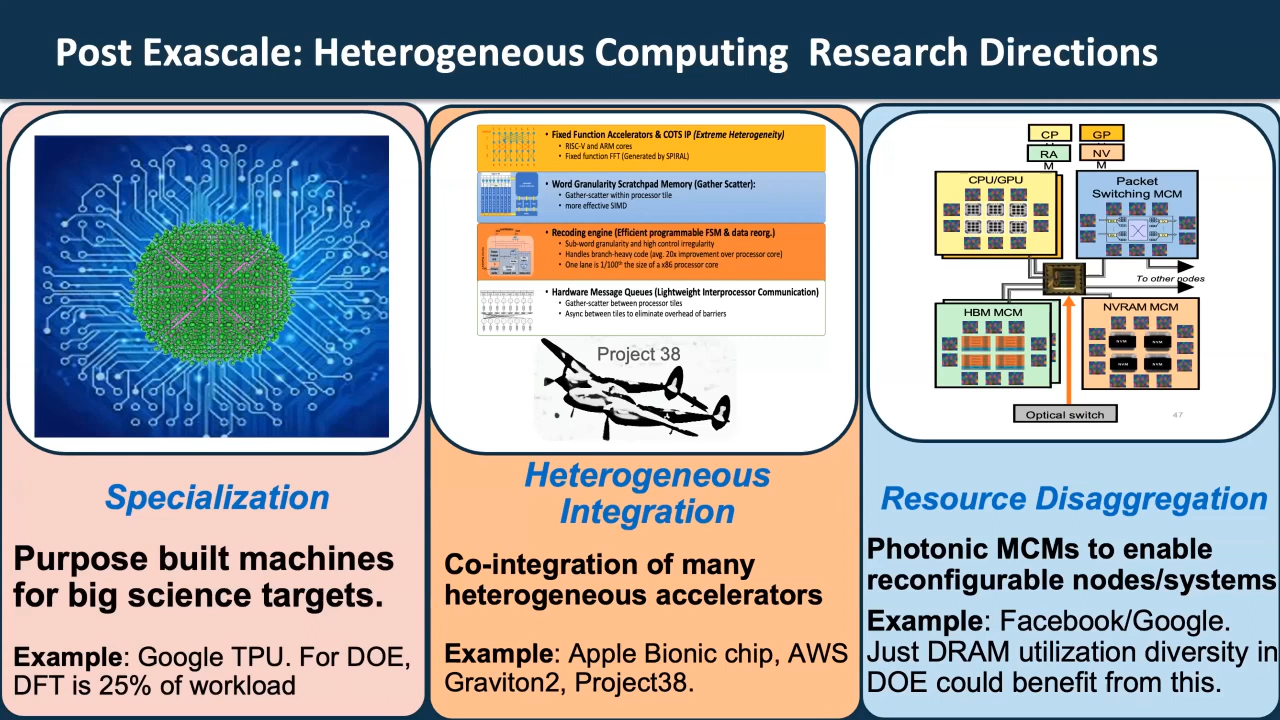 Post Exascale: Heterogeneous Computing  Research Directions
• Fixed Function Accelerators & COTS IP (Extreme Heterogeneity)
• RISC-V and ARM cores
• Fixed function FFT (Generated by SPIRAL)
• Word Granularity Scratchpad Memory (Gather Scatter):
• Gather-scatter within processor tile
• more effective SIMD
• Recoding engine (Efficient programmable FSM & data reorg.)
• Sub-word granularity and high control irregularity
• Handles branch-heavy code (avg. 20x improvement over processor core)
• One lane is 1/100th the size of a x86 processor core
• Hardware Message Queues (Lightweight Interprocessor Communication)
• Gather-scatter between processor tiles
• Async between tiles to eliminate overhead of barriers
Project 38
CP
GP
RA
NV
M
M
CPU/GPU
Packet
Switching MCM
To other nodes
HBM MCM
NVRAM MCM
NVM
NVM
NVM
NVM
Optical switch
47
Specialization
Purpose built machines
for big science targets.
Example: Google TPU. For DOE,
DFT is 25% of workload
Heterogeneous
Integration
Co-integration of many
heterogeneous accelerators
Example: Apple Bionic chip, AWS
Graviton2, Project38.
Resource Disaggregation
Photonic MCMs to enable
reconfigurable nodes/systems
Example: Facebook/Google.
Just DRAM utilization diversity in
DOE could benefit from this.